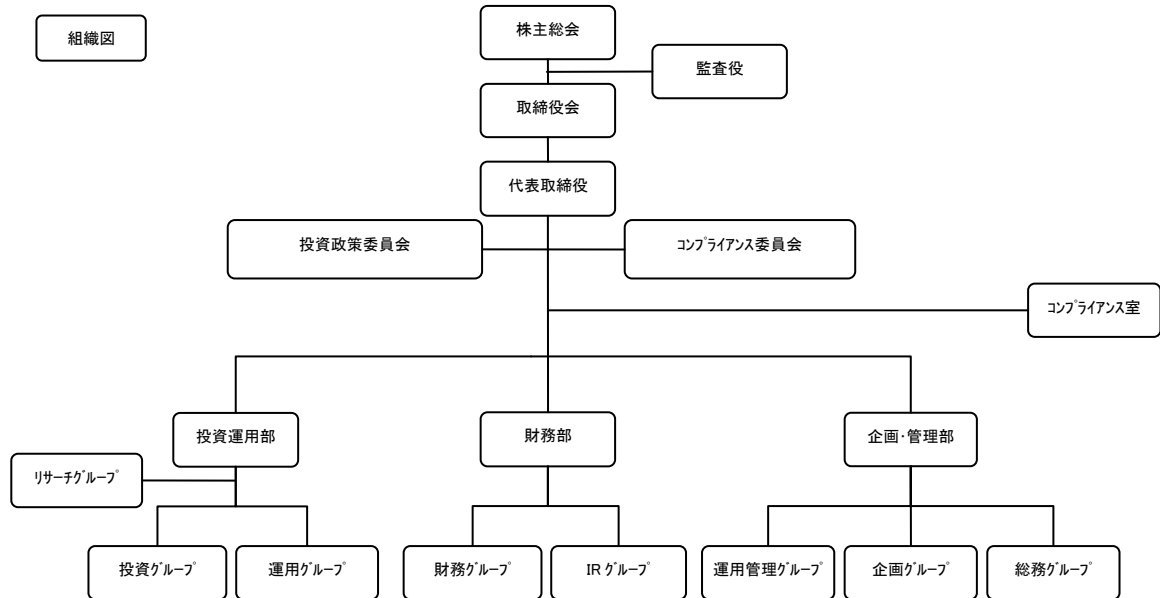 組織図
株主総会
監査役
取締役会
代表取締役
投資政策委員会
ｺﾝﾌﾟﾗｲｱﾝｽ委員会
ｺﾝﾌﾟﾗｲｱﾝｽ室
投資運用部
財務部
企画･管理部
ﾘｻｰﾁｸﾞﾙｰﾌﾟ
投資ｸﾞﾙｰﾌﾟ
運用ｸﾞﾙｰﾌﾟ
財務ｸﾞﾙｰﾌﾟ
IR ｸﾞﾙｰﾌﾟ
運用管理ｸﾞﾙｰﾌﾟ
企画ｸﾞﾙｰﾌﾟ
総務ｸﾞﾙｰﾌﾟ